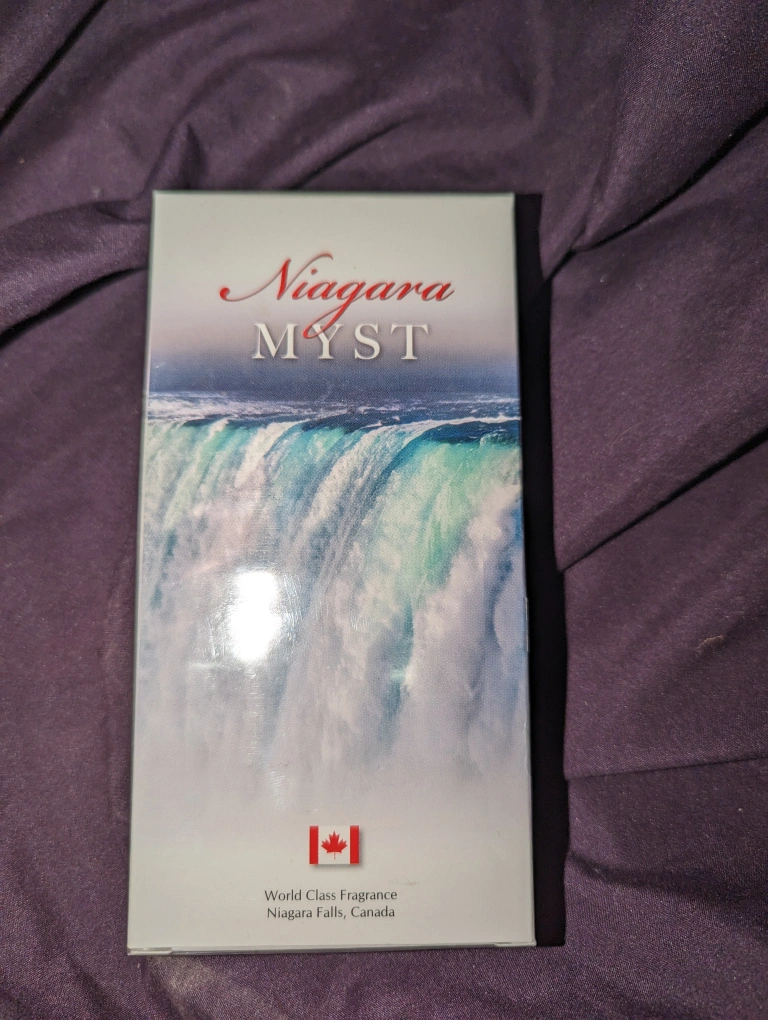 Niagara
MYST
World Class Fragrance
Niagara Falls, Canada